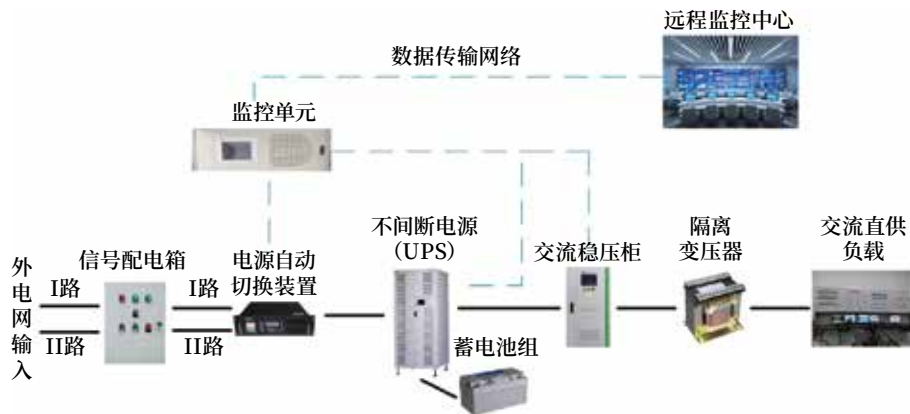 远程监控中心
数据传输网络
监控单元
不间断电源
（UPS）
交流稳压柜
隔离
变压器
交流直供
负载
信号配电箱
电源自动
切换装置
外电网输入
I路
I路
II路
II路
蓄电池组